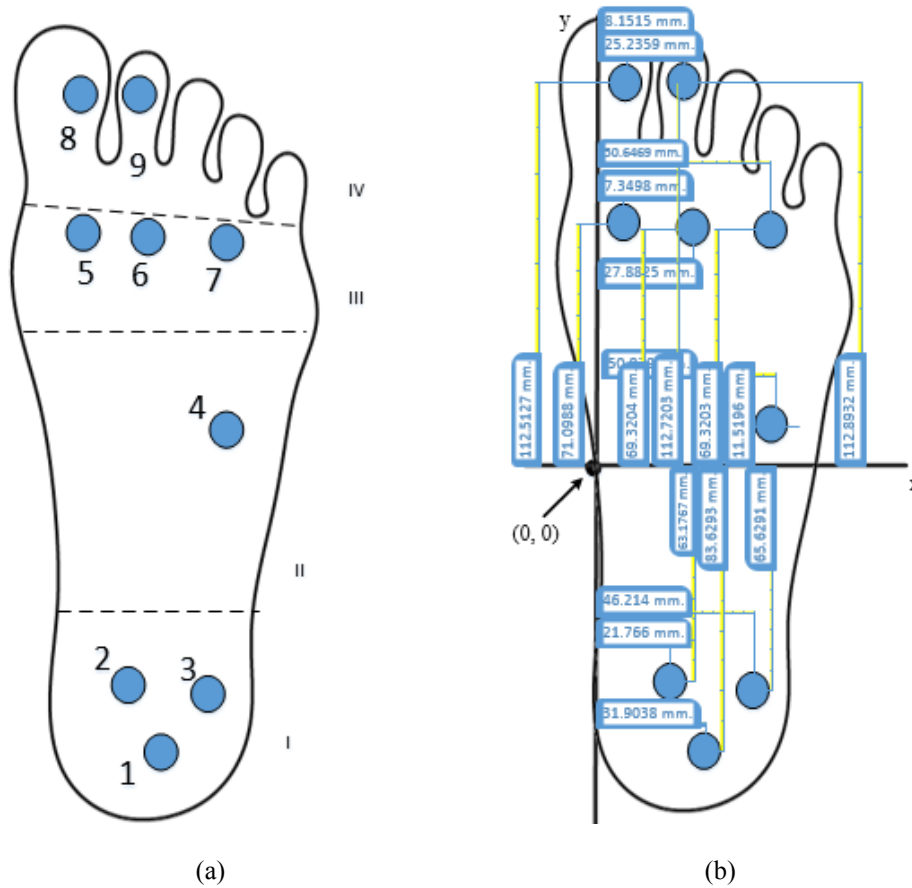 8
9
IV
5
6
7
III
4
II
2
3
1
I
(a)
y
8.1515 mm.
25.2359 mm.
50.6469 mm.
7.3498 mm.
27.8825 mm.
112.5127 mm.
71.0988 mm.
69.3204 mm.
112.7203 mm.
69.3203 mm.
11.5196 mm.
112.8932 mm.
x
(0, 0)
63.1767 mm.
83.6293 mm.
65.6291 mm.
46.214 mm.
21.766 mm.
31.9038 mm.
(b)